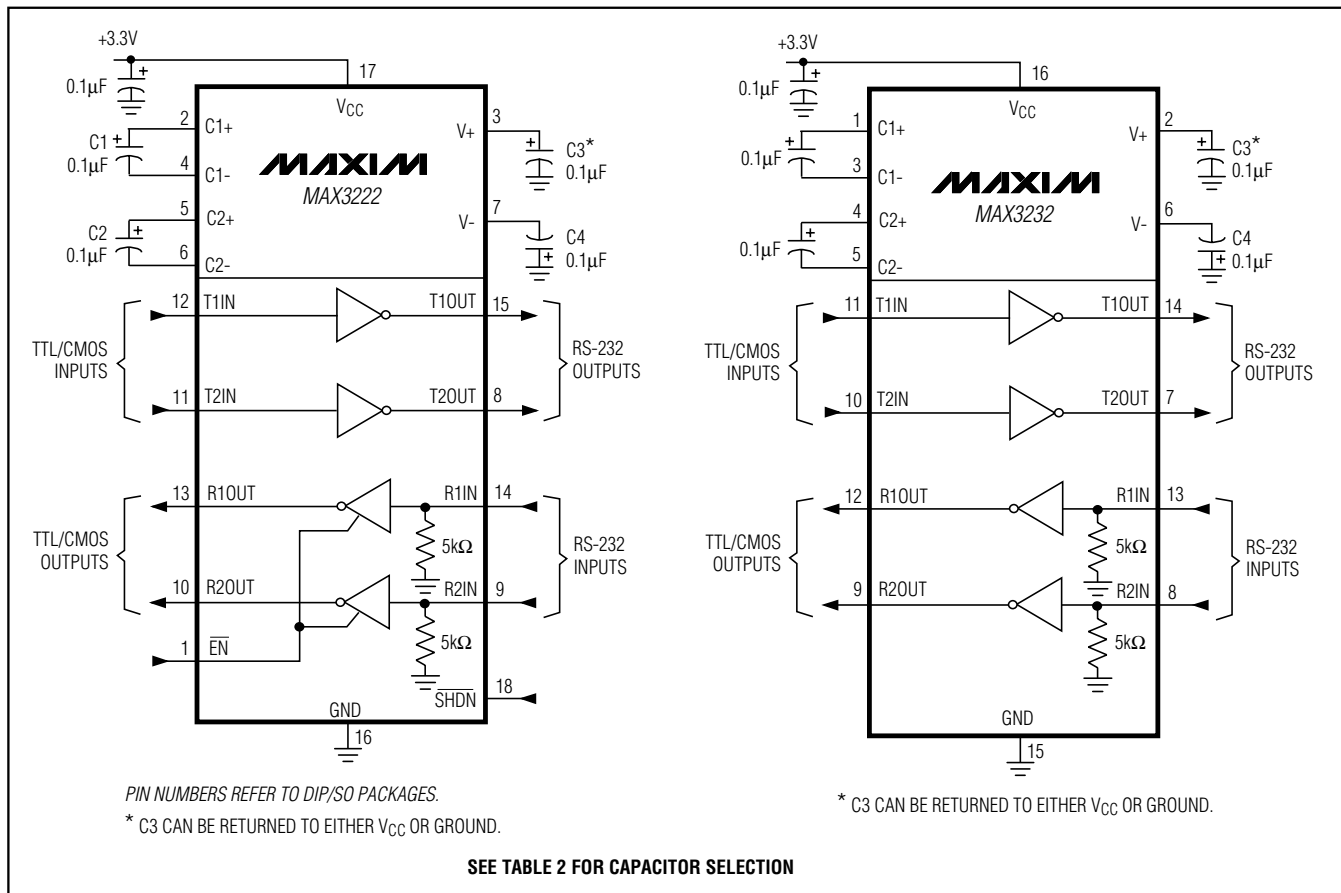 +3.3V
0.1µF
+
17
VCC
2
C1+
C1
+
0.1µF
4
C1-
MAXIM
MAX3222
3
V+
+
C3*
0.1µF
5
C2+
C2
+
0.1µF
6
C2-
7
V-
C4
+
0.1µF
TTL/CMOS
INPUTS
12
T1IN
T1OUT
15
11
T2IN
T2OUT
8
RS-232
OUTPUTS
TTL/CMOS
OUTPUTS
13
R1OUT
R1IN
14
5kΩ
10
R2OUT
R2IN
9
5kΩ
RS-232
INPUTS
1
EN
SHDN
18
GND
16
PIN NUMBERS REFER TO DIP/SO PACKAGES.
* C3 CAN BE RETURNED TO EITHER VCC OR GROUND.
+3.3V
0.1µF
+
16
VCC
1
C1+
+
0.1µF
3
C1-
MAXIM
MAX3232
2
V+
+
C3*
0.1µF
4
C2+
+
0.1µF
5
C2-
6
V-
C4
+
0.1µF
TTL/CMOS
INPUTS
11
T1IN
T1OUT
14
10
T2IN
T2OUT
7
RS-232
OUTPUTS
TTL/CMOS
OUTPUTS
12
R1OUT
R1IN
13
5kΩ
9
R2OUT
R2IN
8
5kΩ
RS-232
INPUTS
GND
15
* C3 CAN BE RETURNED TO EITHER VCC OR GROUND.
SEE TABLE 2 FOR CAPACITOR SELECTION